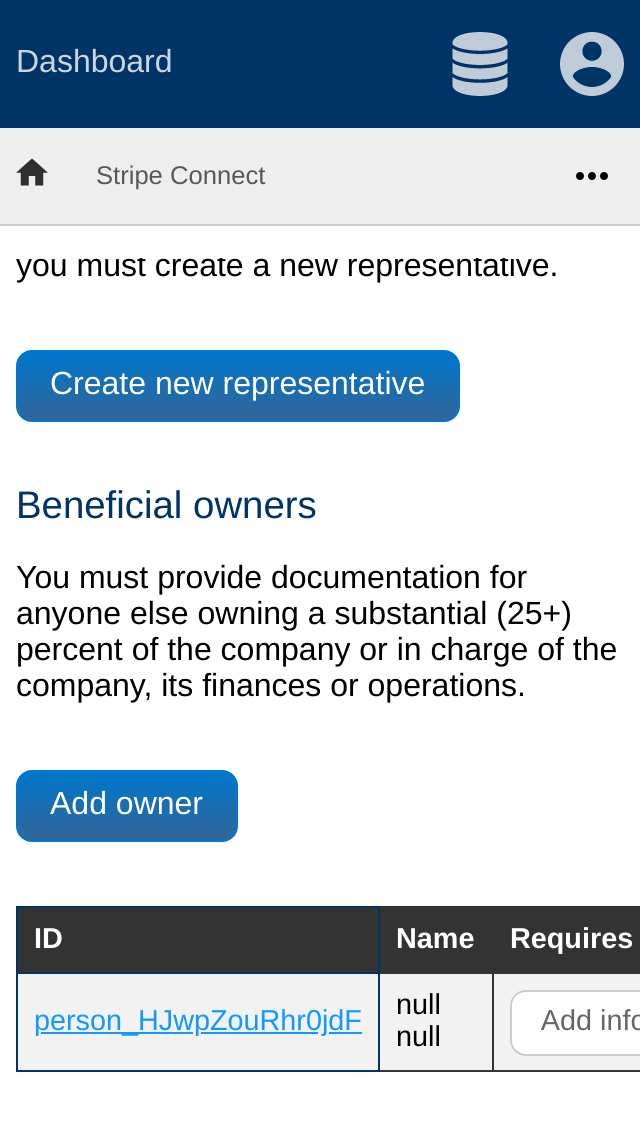 Dashboard
Stripe Connect
you must create a new representative.
Create new representative
Beneficial owners
You must provide documentation for
anyone else owning a substantial (25+)
percent of the company or in charge of the
company, its finances or operations.
Add owner
ID Name Requires
person_HJwpZouRhr0jdF null null Add info